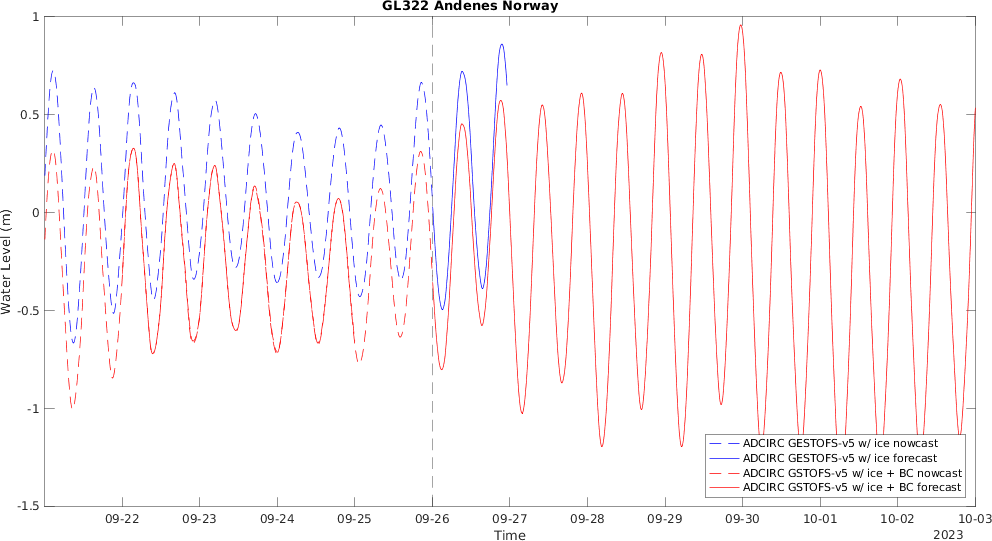 GL322 Andenes Norway
1
0.5
0
-0.5
-1
-1.5
Water Level (m)
ADCIRC GESTOFS-v5 w/ ice nowcast
ADCIRC GESTOFS-v5 w/ ice forecast
ADCIRC GSTOFS-v5 w/ ice + BC nowcast
ADCIRC GSTOFS-v5 w/ ice + BC forecast
09-22 09-23 09-24 09-25 09-26 09-27 09-28 09-29 09-30 10-01 10-02 10-03
Time
2023